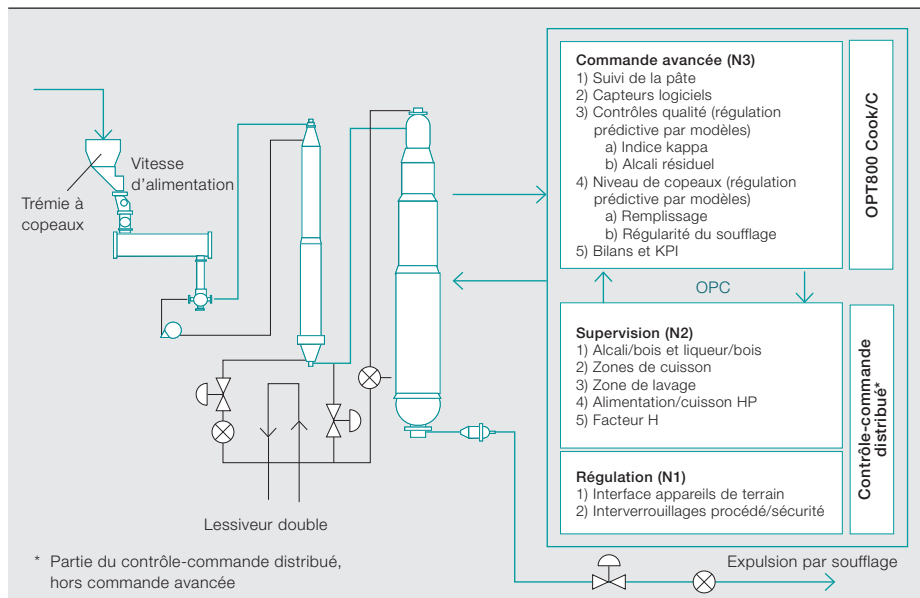 Trémie à
copeaux
Vitesse
d'alimentation
Lessiveur double
* Partie du contrôle-commande distribué,
hors commande avancée
Commande avancée (N3)
1) Suivi de la pâte
2) Capteurs logiciels
3) Contrôles qualité (régulation
prédictive par modèles)
a) Indice kappa
b) Alcali résiduel
4) Niveau de copeaux (régulation
prédictive par modèles)
a) Remplissage
b) Régularité du soufflage
5) Bilans et KPI
OPT800 Cook/C
OPC
Supervision (N2)
1) Alcali/bois et liqueur/bois
2) Zones de cuisson
3) Zone de lavage
4) Alimentation/cuisson HP
5) Facteur H
Régulation (N1)
1) Interface appareils de terrain
2) Interverrouillages procédé/sécurité
Contrôle-commande
distribué*
Expulsion par soufflage